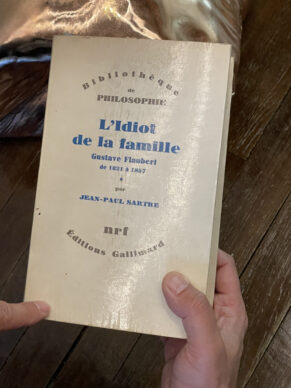 Bibliothèque
de
PHILOSOPHIE
L'Idiot
de la famille
Gustave Flaubert
de 1821 à 1857
*
par
JEAN-PAUL SARTRE
nrf
Éditions Gallimard